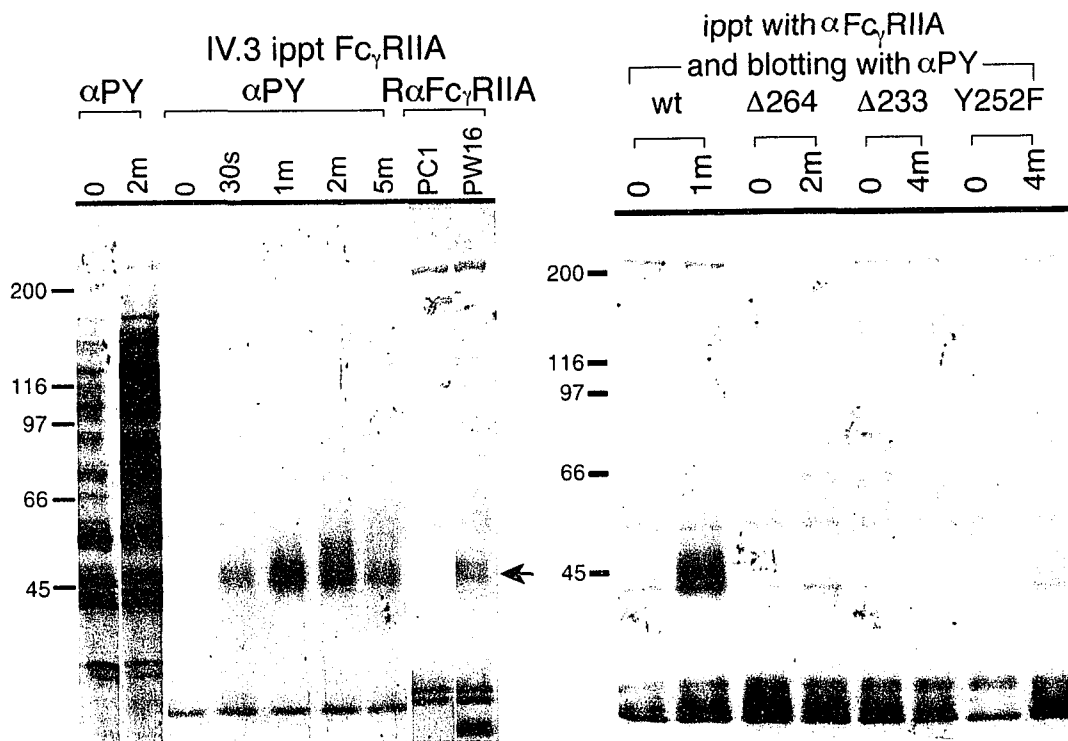 IV.3 ippt FcγRIIA
αPY αPY RαFcγRIIA
0 2m 0 30s 1m 2m 5m PC1 PW16
200
116
97
66
45
ippt with αFcγRIIA
and blotting with αPY
wt Δ264 Δ233 Y252F
0 1m 0 2m 0 4m 0 4m
200
116
97
66
45